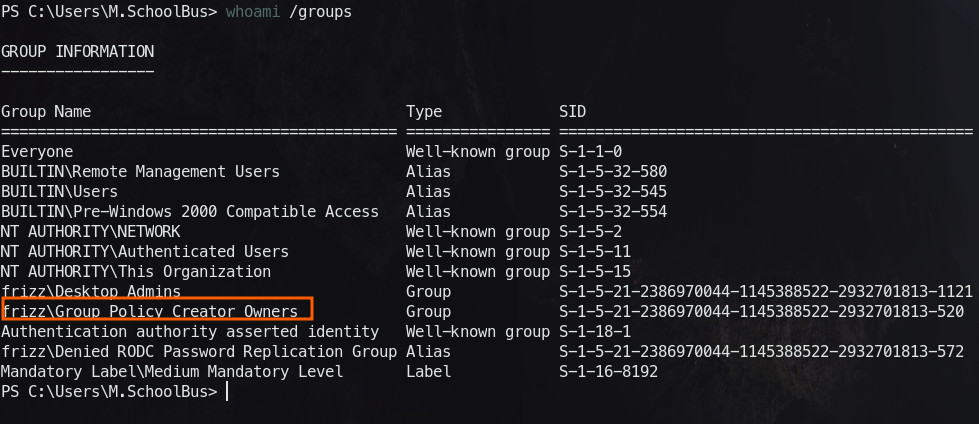 PS C:\Users\M.SchoolBus> whoami /groups
GROUP INFORMATION
-----------------
Group Name                                 Type             SID
============================================ ================ ==============================================
Everyone                                   Well-known group S-1-1-0
BUILTIN\Remote Management Users            Alias            S-1-5-32-580
BUILTIN\Users                              Alias            S-1-5-32-545
BUILTIN\Pre-Windows 2000 Compatible Access Alias            S-1-5-32-554
NT AUTHORITY\NETWORK                       Well-known group S-1-5-2
NT AUTHORITY\Authenticated Users           Well-known group S-1-5-11
NT AUTHORITY\This Organization             Well-known group S-1-5-15
frizz\Desktop Admins                       Group            S-1-5-21-2386970044-1145388522-2932701813-1121
frizz\Group Policy Creator Owners          Group            S-1-5-21-2386970044-1145388522-2932701813-520
Authentication authority asserted identity Well-known group S-1-18-1
frizz\Denied RODC Password Replication Group Alias            S-1-5-21-2386970044-1145388522-2932701813-572
Mandatory Label\Medium Mandatory Level     Label            S-1-16-8192
PS C:\Users\M.SchoolBus>